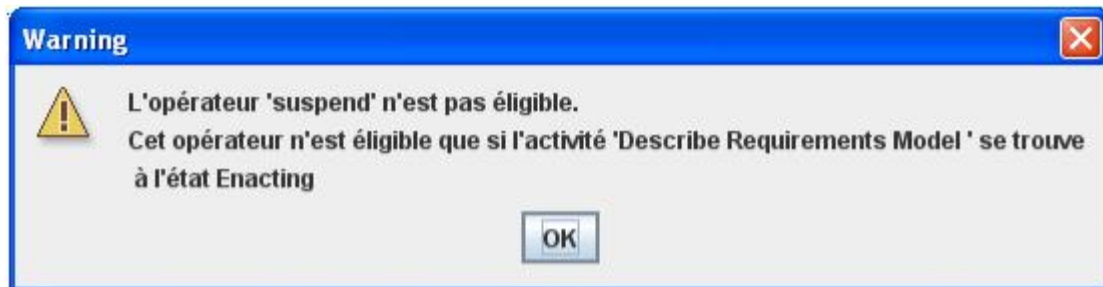 Warning
L'opérateur 'suspend' n'est pas éligible.
Cet opérateur n'est éligible que si l'activité 'Describe Requirements Model ' se trouve
à l'état Enacting
OK